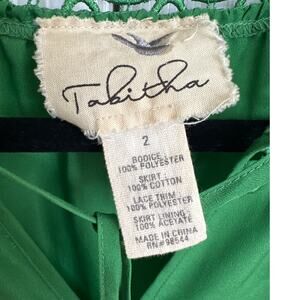 Tabitha
2
BODICE:
100% POLYESTER
SKIRT:
100% COTTON
LACE TRIM:
100% POLYESTER
SKIRT LINING:
100% ACETATE
MADE IN CHINA
RN#98544